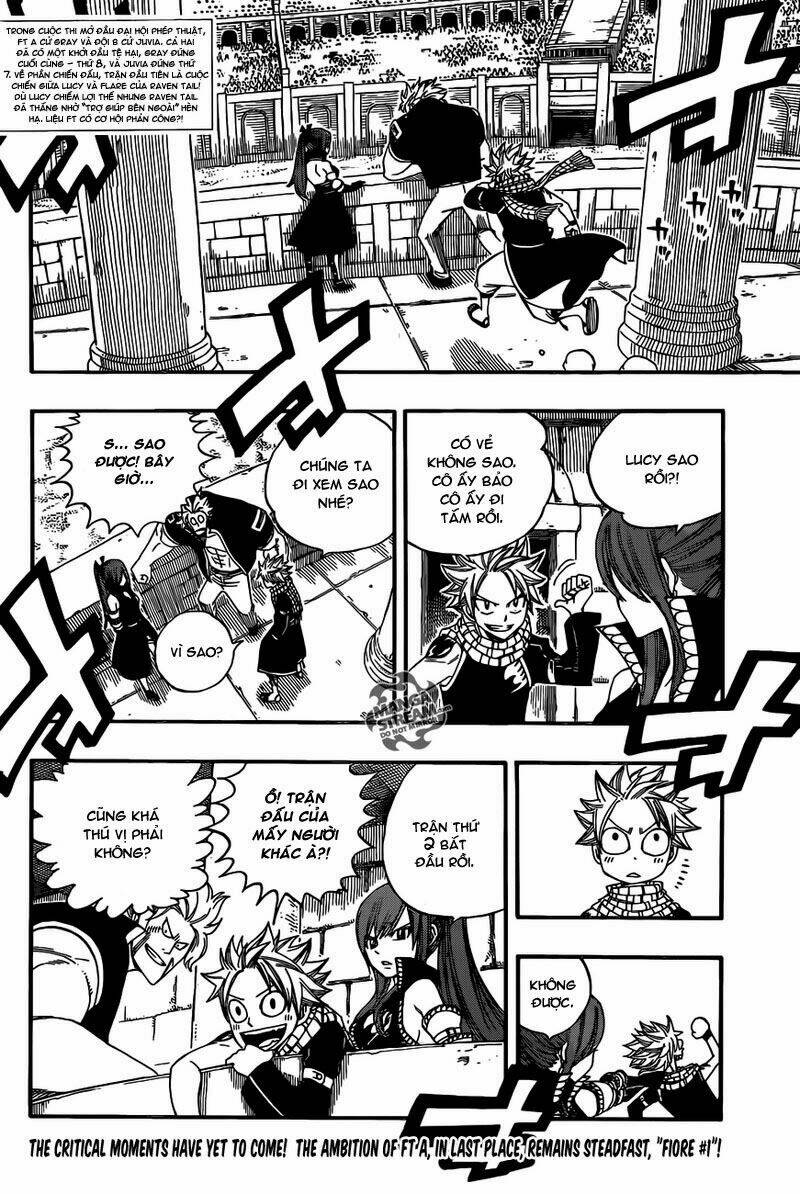 TRONG CUỘC THI MỞ ĐẦU ĐẠI HỘI PHÉP THUẬT,
FT A CỬ GRAY VÀ ĐỘI B CỬ JUVIA. CẢ HAI
ĐÃ CÓ MỘT KHỞI ĐẦU TỆ HẠI, GRAY ĐỨNG
CUỐI CÙNG - THỨ 8, VÀ JUVIA ĐỨNG THỨ
7. VỀ PHẦN CHIẾN ĐẤU, TRẬN ĐẦU TIÊN LÀ CUỘC
CHIẾN GIỮA LUCY VÀ FLARE CỦA RAVEN TAIL!
DÙ LUCY CHIẾM LỢI THẾ NHƯNG RAVEN TAIL
ĐÃ THẮNG NHỜ "TRỢ GIÚP BÊN NGOÀI" HÈN
HẠ. LIỆU FT CÓ CƠ HỘI PHẢN CÔNG?!
LUCY SAO
RỒI?!
CÓ VẺ
KHÔNG SAO.
CÔ ẤY BẢO
CÔ ẤY ĐI
TẮM RỒI.
CHÚNG TA
ĐI XEM SAO
NHÉ?
S... SAO
ĐƯỢC! BÂY
GIỜ...
VÌ SAO?
MANGA
STREAM.com
DO NOT MIRROR
KHÔNG
ĐƯỢC.
TRẬN THỨ
2 BẮT
ĐẦU RỒI.
Ồ! TRẬN
ĐẤU CỦA
MẤY NGƯỜI
KHÁC À?!
CŨNG KHÁ
THÚ VỊ PHẢI
KHÔNG?
THE CRITICAL MOMENTS HAVE YET TO COME! THE AMBITION OF FT A, IN LAST PLACE, REMAINS STEADFAST, "FIORE #1"!